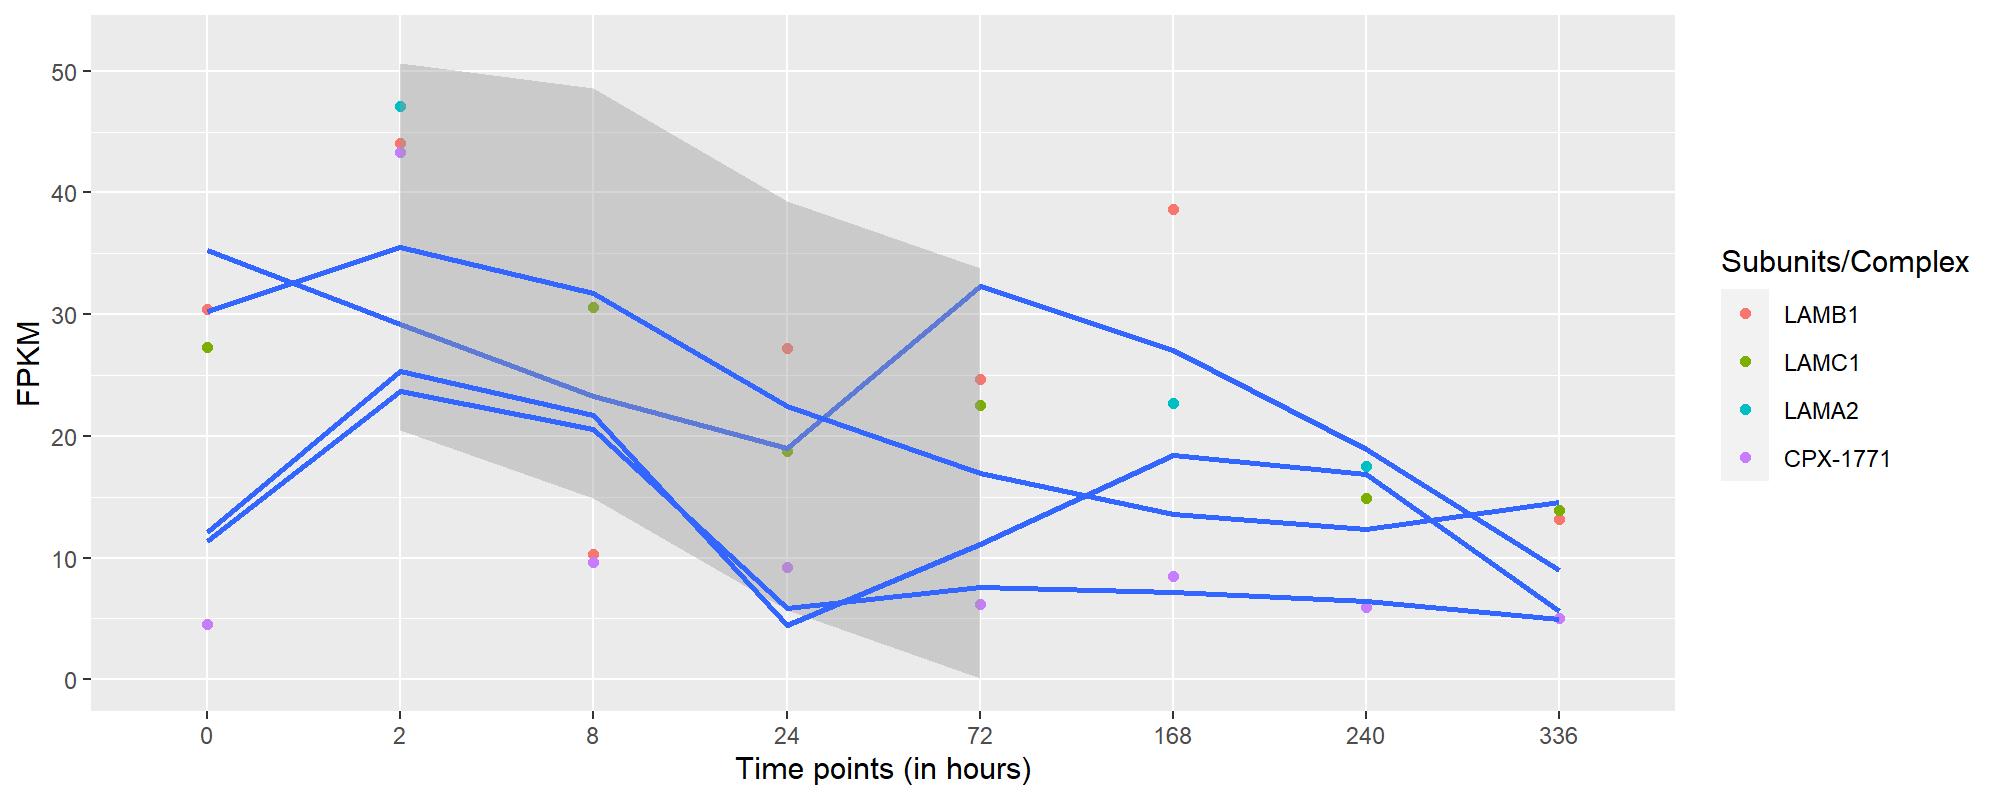 50
40
30
20
10
0
FPKM
0 2 8 24 72 168 240 336
Time points (in hours)
Subunits/Complex
LAMB1
LAMC1
LAMA2
CPX-1771